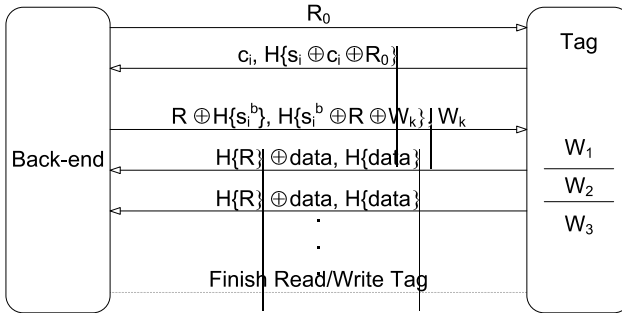 R₀
Tag
cᵢ, H{sᵢ ⊕ cᵢ ⊕ R₀}
R ⊕ H{sᵢᵇ}, H{sᵢᵇ ⊕ R ⊕ Wₖ}, Wₖ
Back-end
H{R} ⊕ data, H{data}
W₁
H{R} ⊕ data, H{data}
W₂
W₃
Finish Read/Write Tag